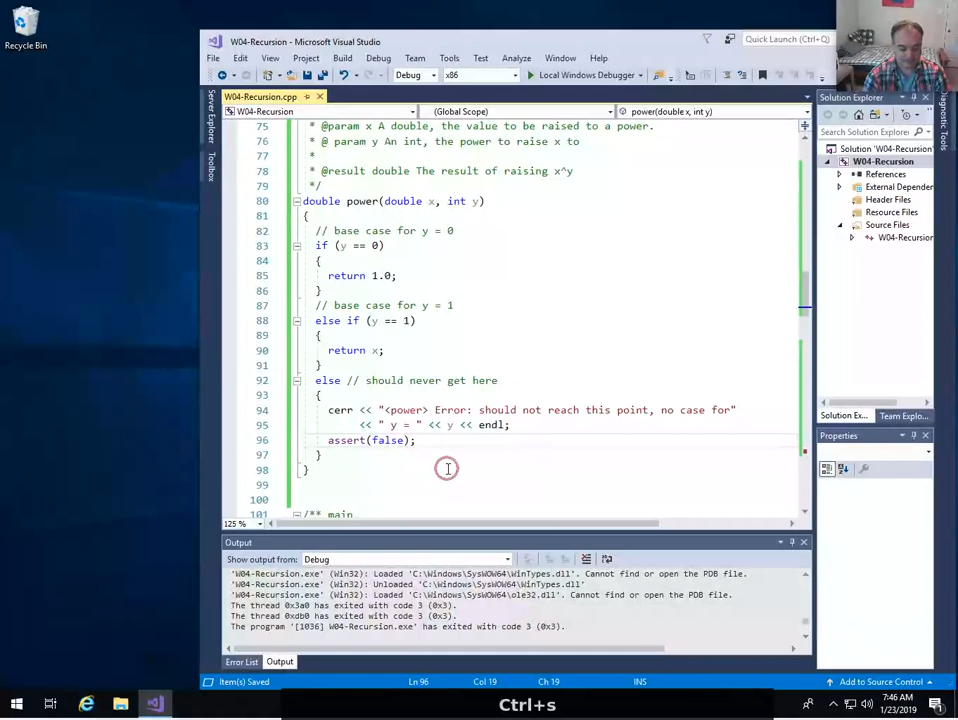 Recycle Bin
W04-Recursion - Microsoft Visual Studio
Quick Launch (Ctrl+Q)
File Edit View Project Build Debug Team Tools Test Analyze Window Help
Debug x86 Local Windows Debugger
Server Explorer
Toolbox
W04-Recursion.cpp
W04-Recursion (Global Scope) power(double x, int y)
75 * @param x A double, the value to be raised to a power.
76 * @ param y An int, the power to raise x to
77 *
78 * @result double The result of raising x^y
79 */
80 double power(double x, int y)
81 {
82 // base case for y = 0
83 if (y == 0)
84 {
85 return 1.0;
86 }
87 // base case for y = 1
88 else if (y == 1)
89 {
90 return x;
91 }
92 else // should never get here
93 {
94 cerr << "<power> Error: should not reach this point, no case for"
95 << " y = " << y << endl;
96 assert(false);
97 }
98 }
99
100
101 /** main
125 %
Output
Show output from: Debug
'W04-Recursion.exe' (Win32): Loaded 'C:\Windows\SysWOW64\WinTypes.dll'. Cannot find or open the PDB file.
'W04-Recursion.exe' (Win32): Unloaded 'C:\Windows\SysWOW64\WinTypes.dll'
'W04-Recursion.exe' (Win32): Loaded 'C:\Windows\SysWOW64\ole32.dll'. Cannot find or open the PDB file.
The thread 0x3a0 has exited with code 3 (0x3).
The thread 0xdb0 has exited with code 3 (0x3).
The program '[1036] W04-Recursion.exe' has exited with code 3 (0x3).
Error List Output
Solution Explorer
Search Solution Explorer
Solution 'W04-Recursion'
W04-Recursion
References
External Dependen
Header Files
Resource Files
Source Files
W04-Recursion
Solution Ex... Team Explo...
Properties
Diagnostic Tools
Item(s) Saved Ln 96 Col 19 Ch 19 INS Add to Source Control
Ctrl+s
7:46 AM
1/23/2019
1